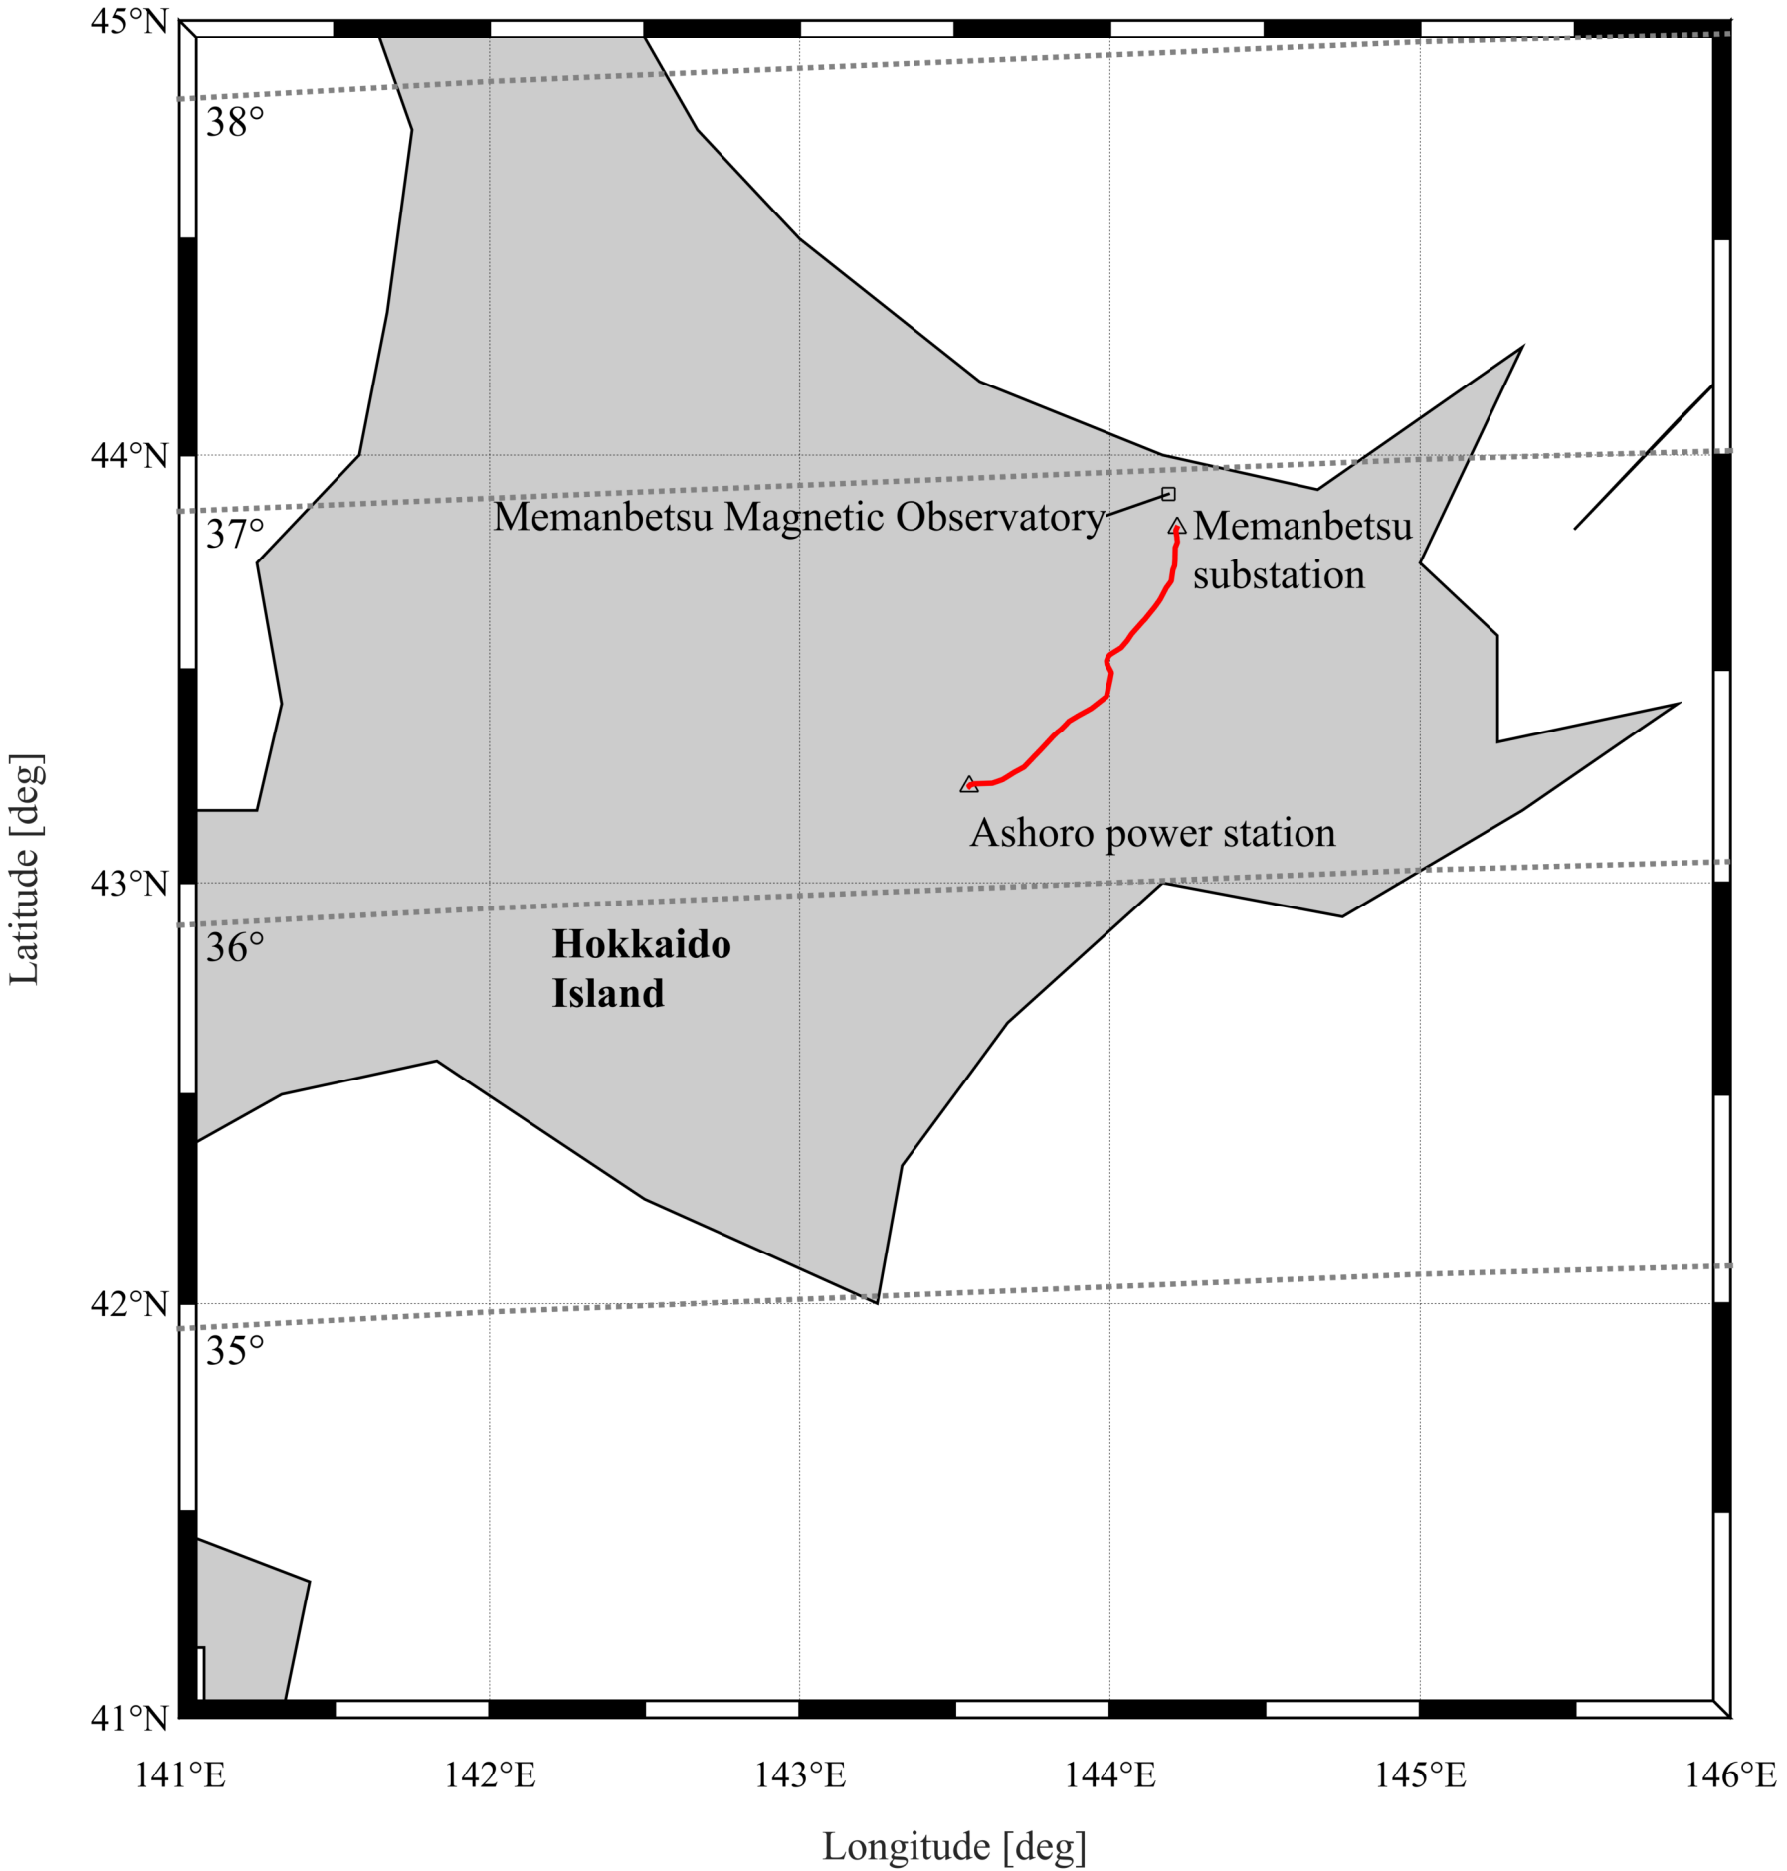 45°N
38°
44°N
Memanbetsu Magnetic Observatory
Memanbetsu
substation
37°
Ashoro power station
43°N
36°
Hokkaido
Island
Latitude [deg]
42°N
35°
41°N
141°E
142°E
143°E
144°E
145°E
146°E
Longitude [deg]